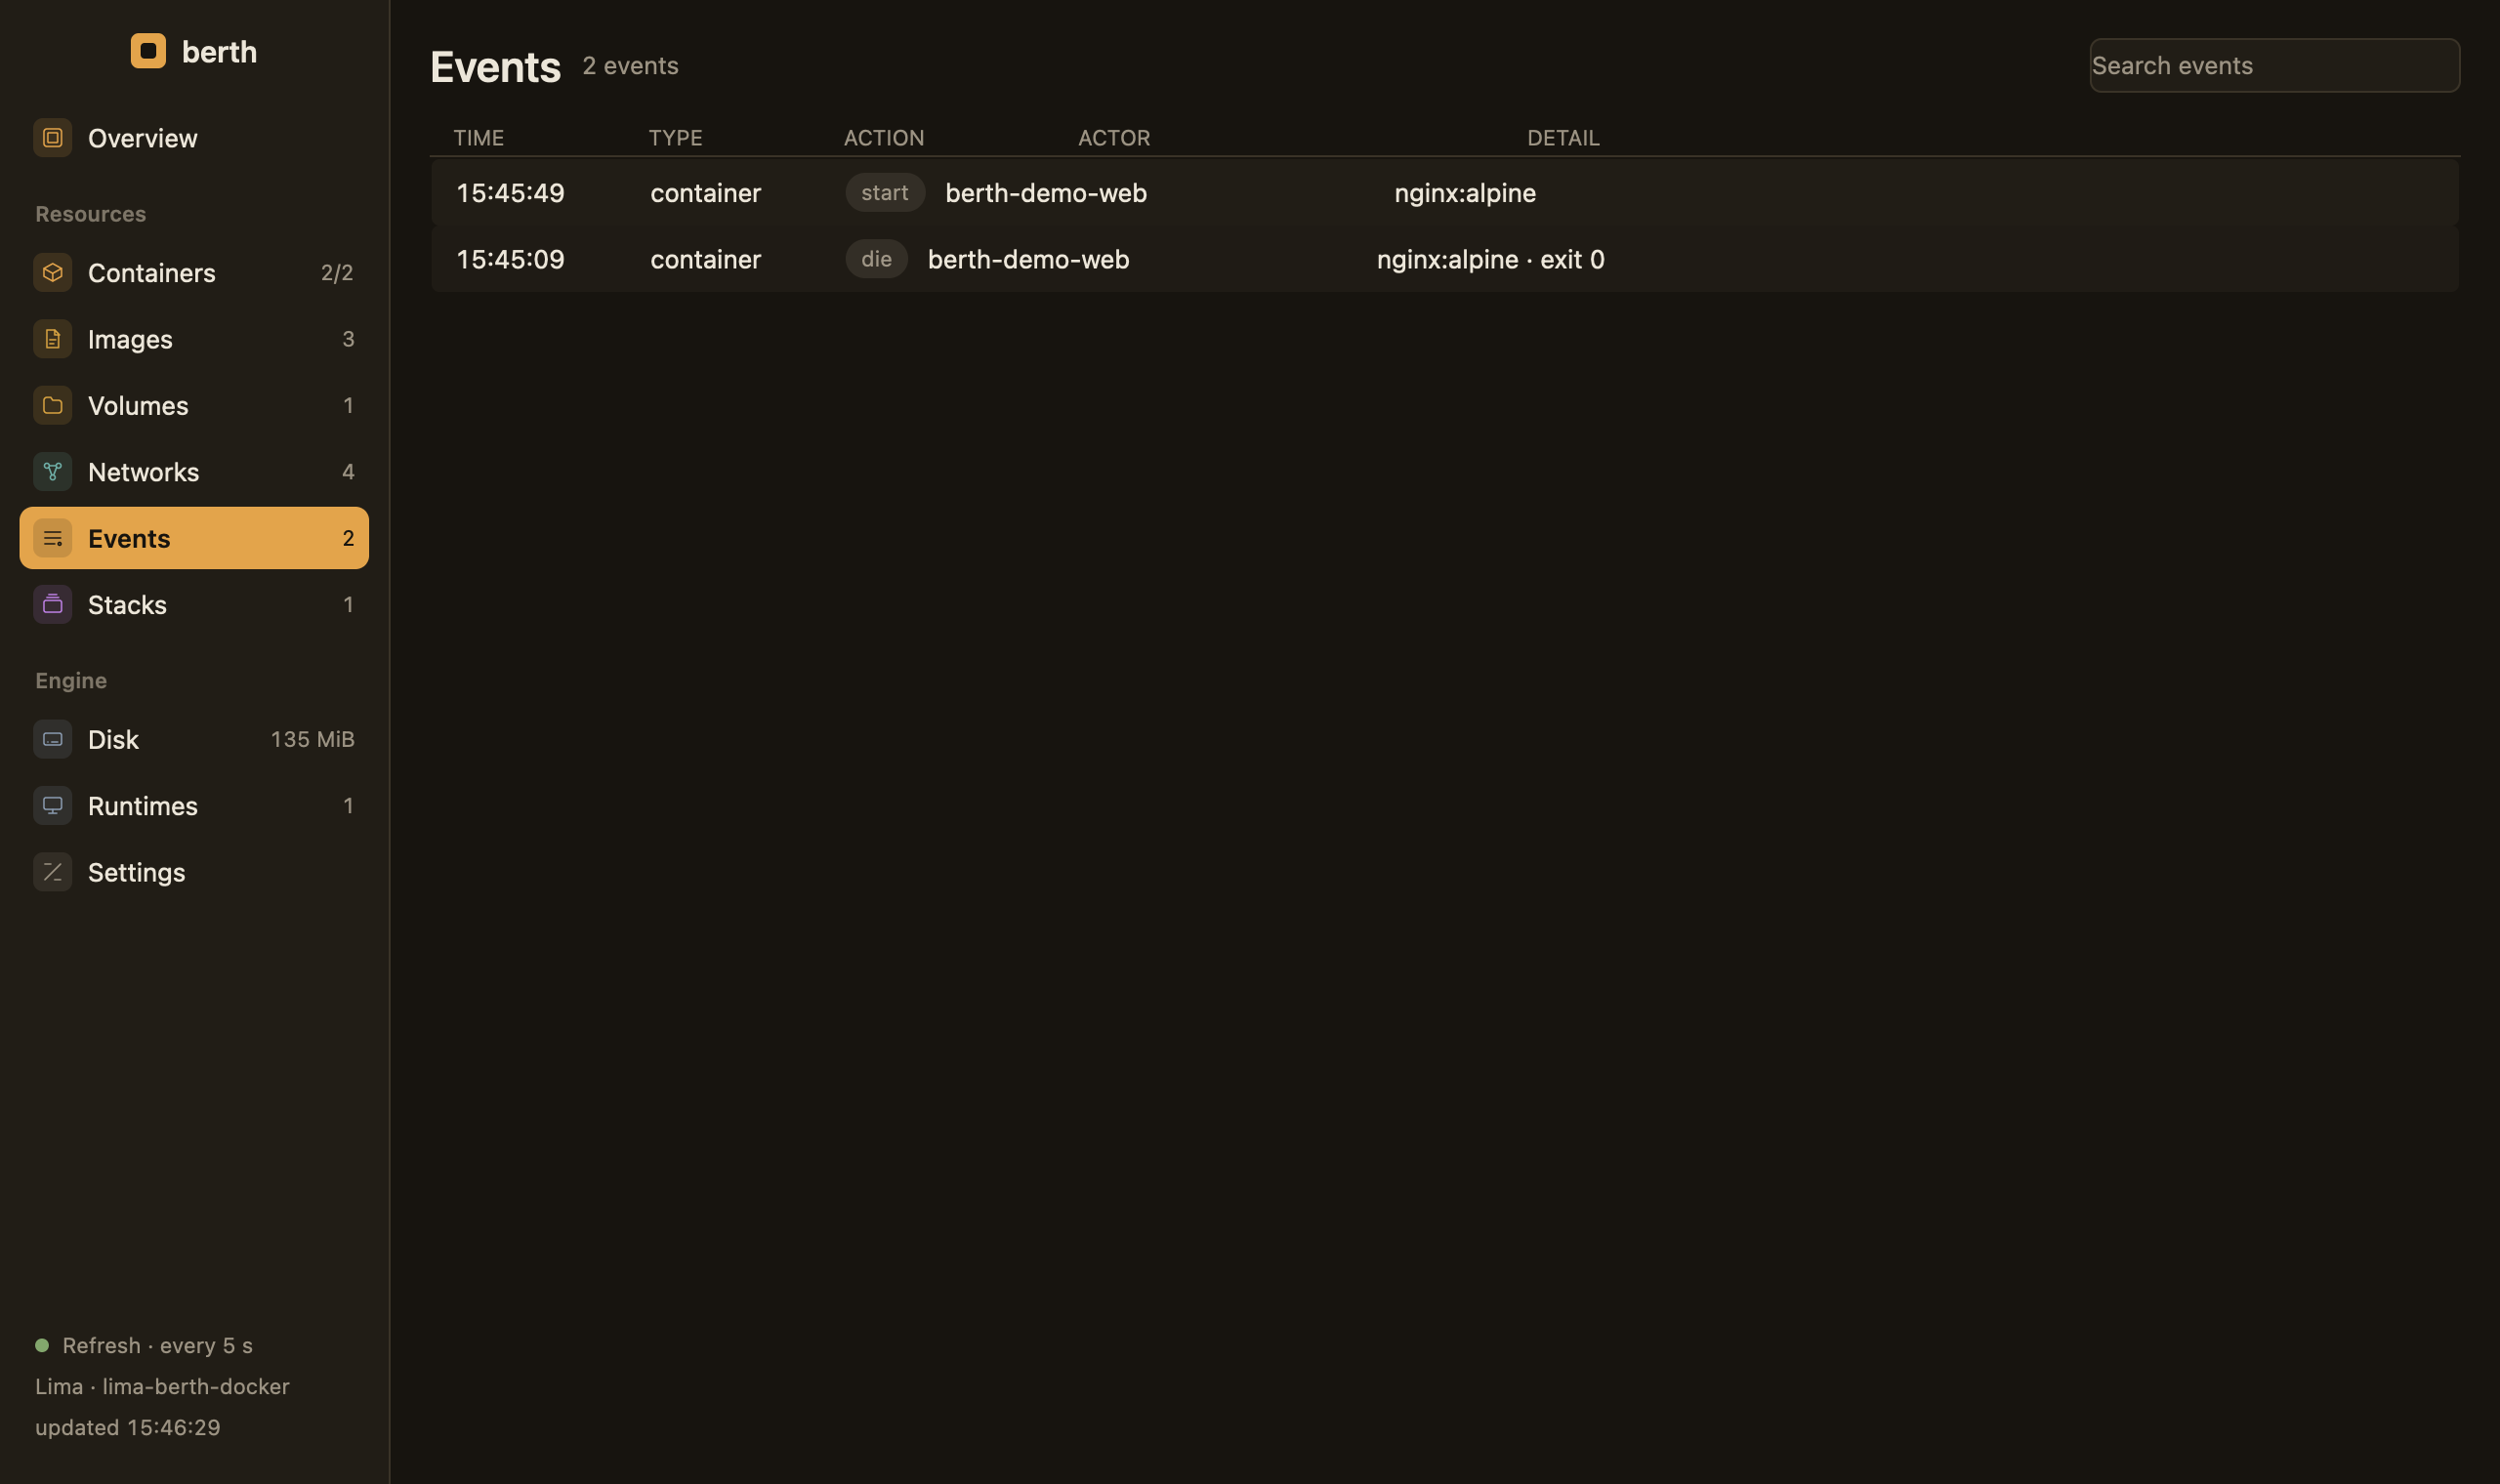 berth
Overview
Resources
Containers 2/2
Images 3
Volumes 1
Networks 4
Events 2
Stacks 1
Engine
Disk 135 MiB
Runtimes 1
Settings
Refresh · every 5 s
Lima · lima-berth-docker
updated 15:46:29
Events 2 events
Search events
TIME TYPE ACTION ACTOR DETAIL
15:45:49 container start berth-demo-web nginx:alpine
15:45:09 container die berth-demo-web nginx:alpine · exit 0